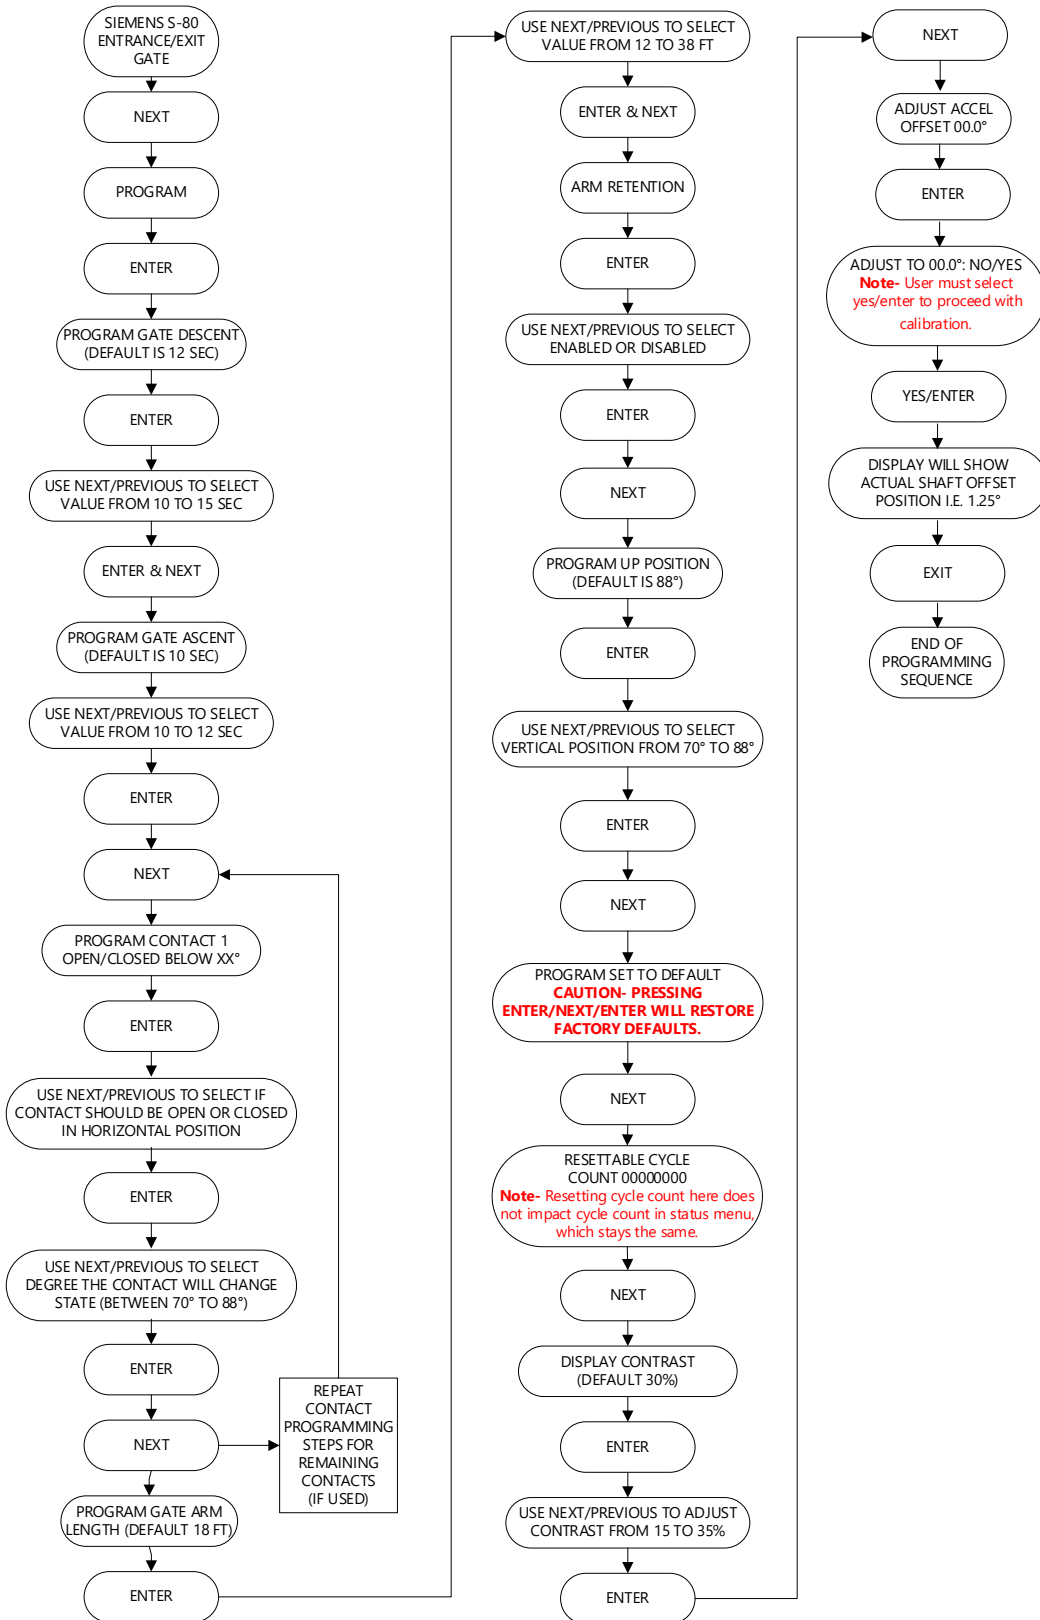 SIEMENS S-80
ENTRANCE/EXIT
GATE
NEXT
PROGRAM
ENTER
PROGRAM GATE DESCENT
(DEFAULT IS 12 SEC)
ENTER
USE NEXT/PREVIOUS TO SELECT
VALUE FROM 10 TO 15 SEC
ENTER & NEXT
PROGRAM GATE ASCENT
(DEFAULT IS 10 SEC)
USE NEXT/PREVIOUS TO SELECT
VALUE FROM 10 TO 12 SEC
ENTER
NEXT
PROGRAM CONTACT 1
OPEN/CLOSED BELOW XX°
ENTER
USE NEXT/PREVIOUS TO SELECT IF
CONTACT SHOULD BE OPEN OR CLOSED
IN HORIZONTAL POSITION
ENTER
USE NEXT/PREVIOUS TO SELECT
DEGREE THE CONTACT WILL CHANGE
STATE (BETWEEN 70° TO 88°)
ENTER
NEXT
REPEAT
CONTACT
PROGRAMMING
STEPS FOR
REMAINING
CONTACTS
(IF USED)
PROGRAM GATE ARM
LENGTH (DEFAULT 18 FT)
ENTER
USE NEXT/PREVIOUS TO SELECT
VALUE FROM 12 TO 38 FT
ENTER & NEXT
ARM RETENTION
ENTER
USE NEXT/PREVIOUS TO SELECT
ENABLED OR DISABLED
ENTER
NEXT
PROGRAM UP POSITION
(DEFAULT IS 88°)
ENTER
USE NEXT/PREVIOUS TO SELECT
VERTICAL POSITION FROM 70° TO 88°
ENTER
NEXT
PROGRAM SET TO DEFAULT
CAUTION- PRESSING
ENTER/NEXT/ENTER WILL RESTORE
FACTORY DEFAULTS.
NEXT
RESETTABLE CYCLE
COUNT 00000000
Note- Resetting cycle count here does
not impact cycle count in status menu,
which stays the same.
NEXT
DISPLAY CONTRAST
(DEFAULT 30%)
ENTER
USE NEXT/PREVIOUS TO ADJUST
CONTRAST FROM 15 TO 35%
ENTER
NEXT
ADJUST ACCEL
OFFSET 00.0°
ENTER
ADJUST TO 00.0°: NO/YES
Note- User must select
yes/enter to proceed with
calibration.
YES/ENTER
DISPLAY WILL SHOW
ACTUAL SHAFT OFFSET
POSITION I.E. 1.25°
EXIT
END OF
PROGRAMMING
SEQUENCE